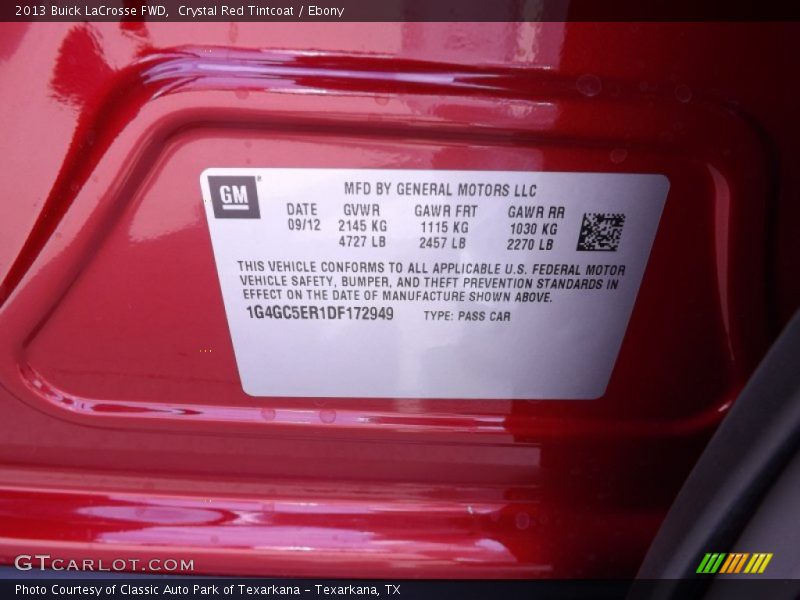 2013 Buick LaCrosse FWD,  Crystal Red Tintcoat / Ebony
GM
MFD BY GENERAL MOTORS LLC
DATE GVWR GAWR FRT GAWR RR
09/12 2145 KG 1115 KG 1030 KG
4727 LB 2457 LB 2270 LB
THIS VEHICLE CONFORMS TO ALL APPLICABLE U.S. FEDERAL MOTOR
VEHICLE SAFETY, BUMPER, AND THEFT PREVENTION STANDARDS IN
EFFECT ON THE DATE OF MANUFACTURE SHOWN ABOVE.
1G4GC5ER1DF172949 TYPE: PASS CAR
GTCARLOT.COM
Photo Courtesy of Classic Auto Park of Texarkana - Texarkana, TX